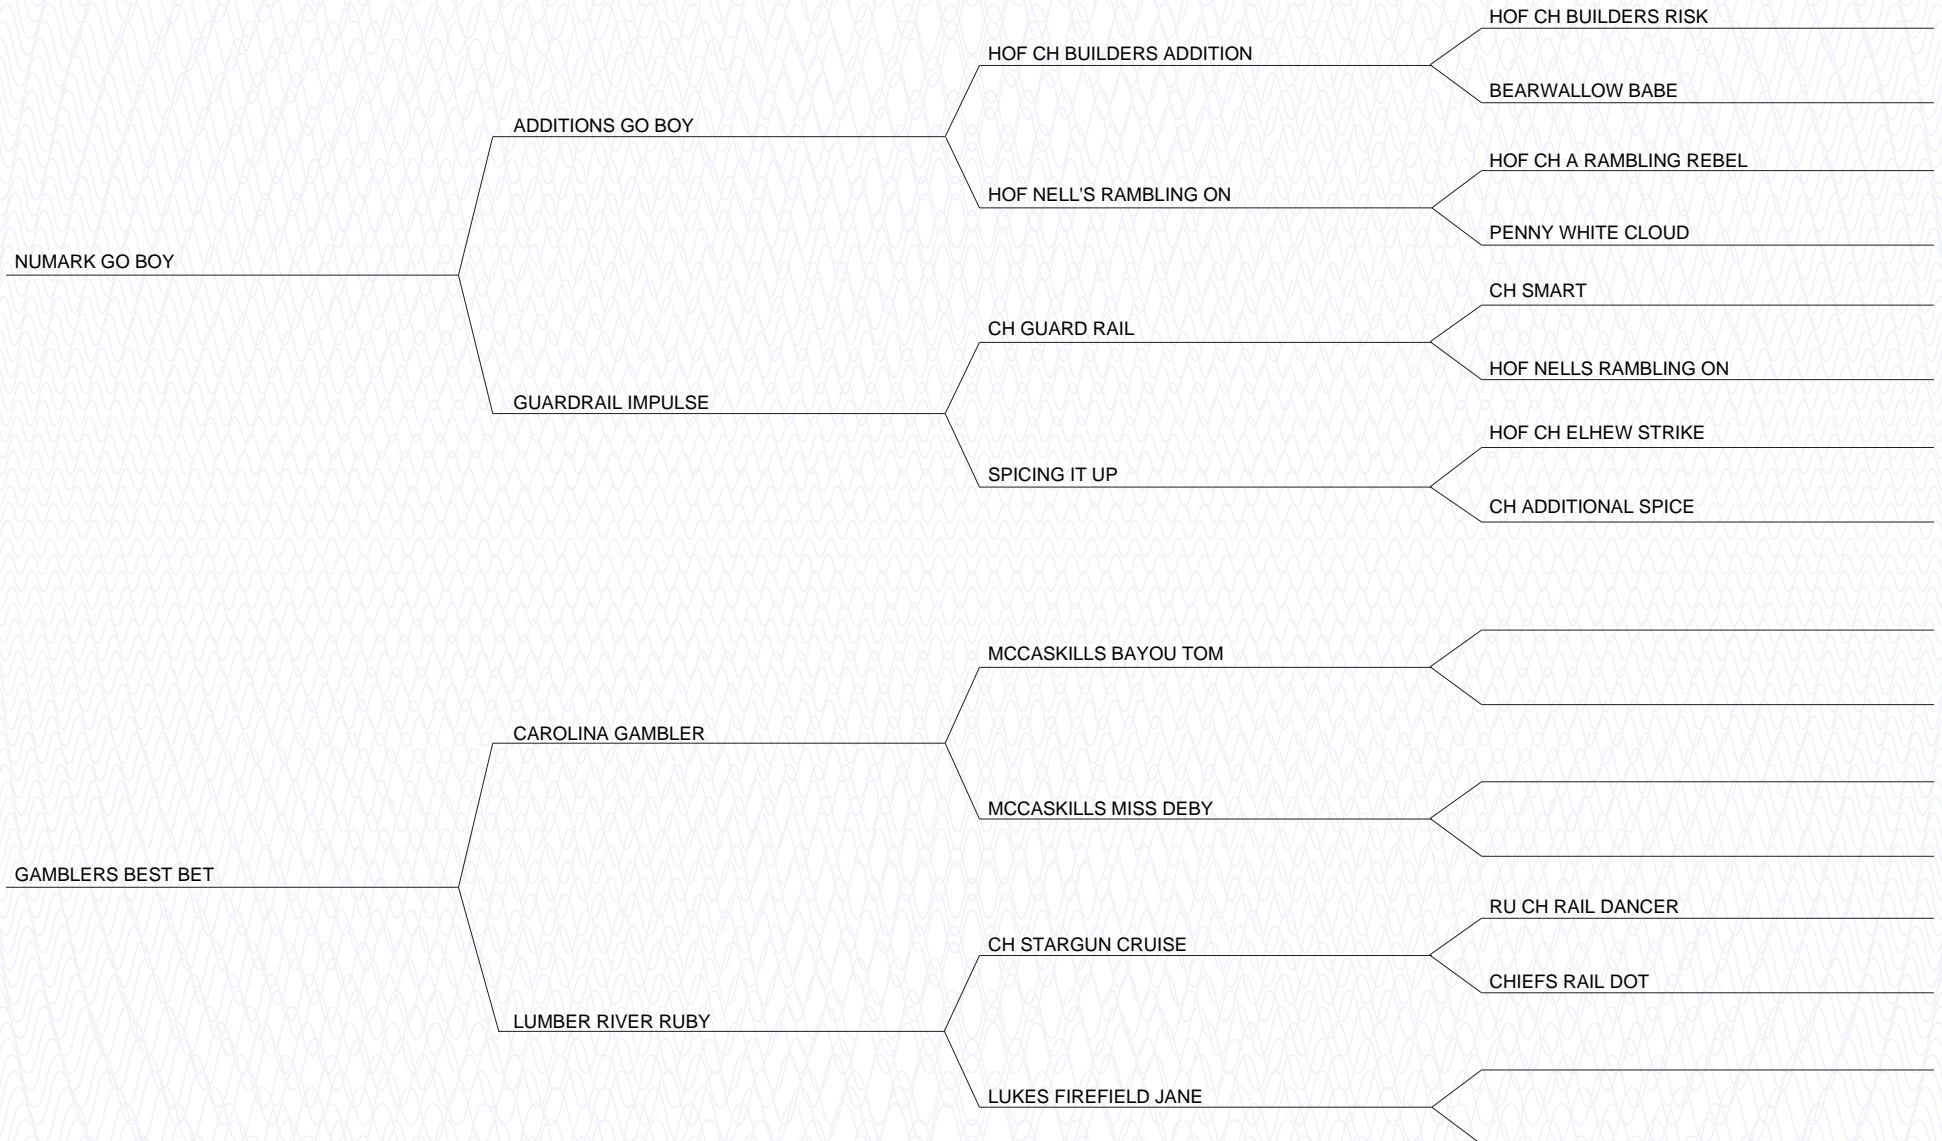 HOF CH BUILDERS RISK
HOF CH BUILDERS ADDITION
BEARWALLOW BABE
ADDITIONS GO BOY
HOF CH A RAMBLING REBEL
HOF NELL'S RAMBLING ON
PENNY WHITE CLOUD
NUMARK GO BOY
CH SMART
CH GUARD RAIL
HOF NELLS RAMBLING ON
GUARDRAIL IMPULSE
HOF CH ELHEW STRIKE
SPICING IT UP
CH ADDITIONAL SPICE
MCCASKILLS BAYOU TOM
CAROLINA GAMBLER
MCCASKILLS MISS DEBY
GAMBLERS BEST BET
RU CH RAIL DANCER
CH STARGUN CRUISE
CHIEFS RAIL DOT
LUMBER RIVER RUBY
LUKES FIREFIELD JANE